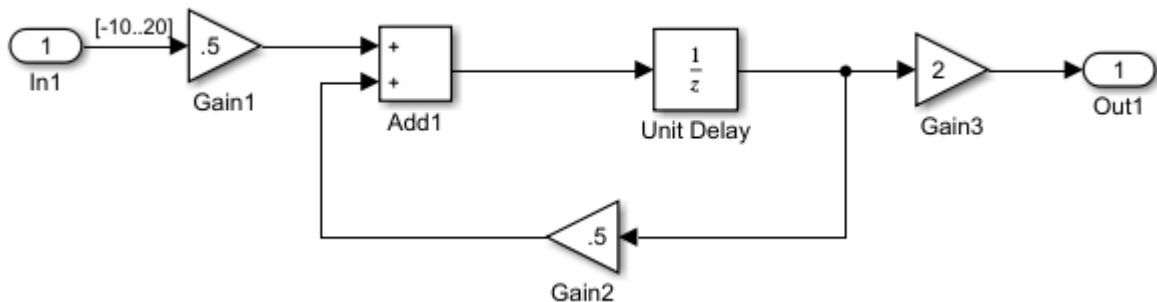 [-10..20]
1
In1
.5
Gain1
+
+
Add1
1
z
Unit Delay
2
Gain3
1
Out1
.5
Gain2